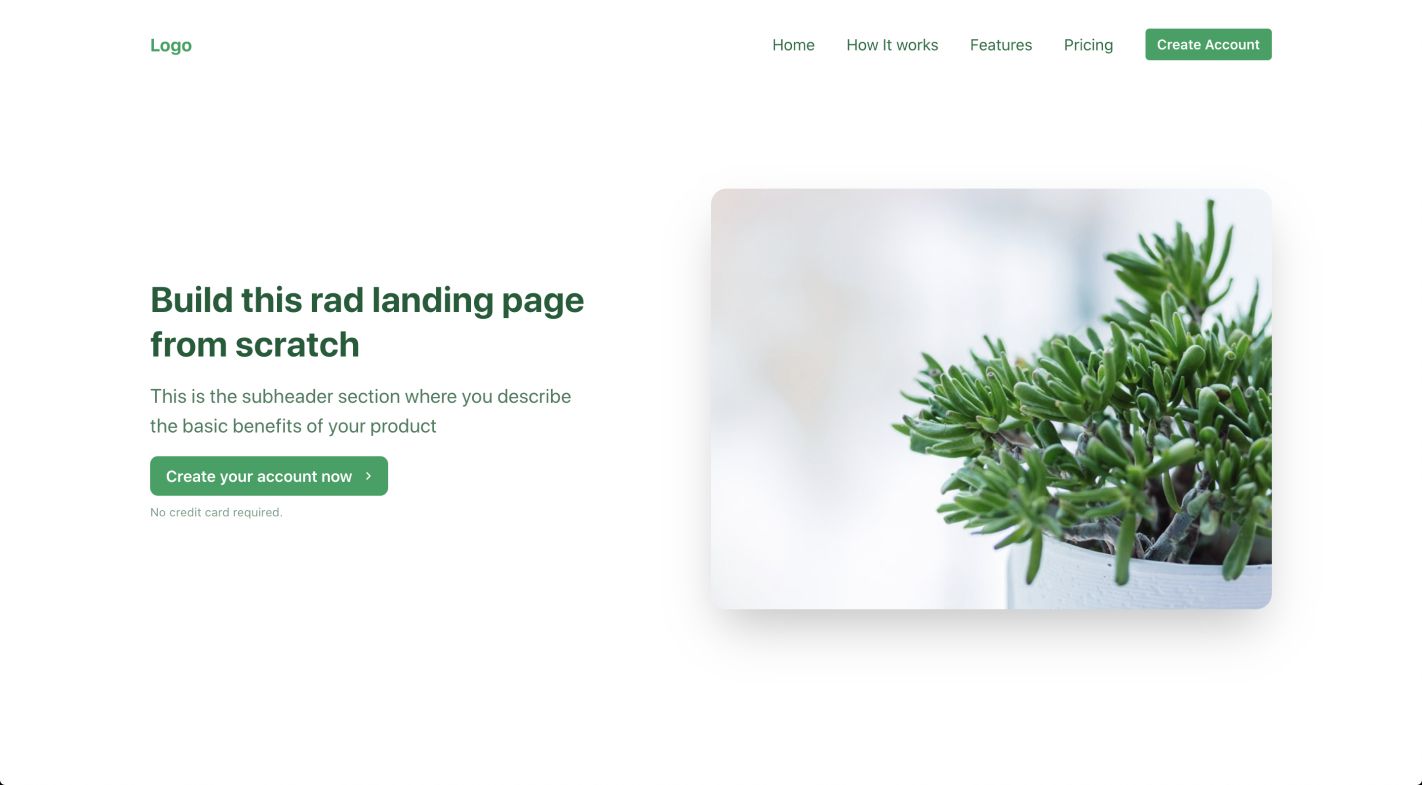 Logo
Home How It works Features Pricing Create Account
Build this rad landing page
from scratch
This is the subheader section where you describe
the basic benefits of your product
Create your account now
No credit card required.